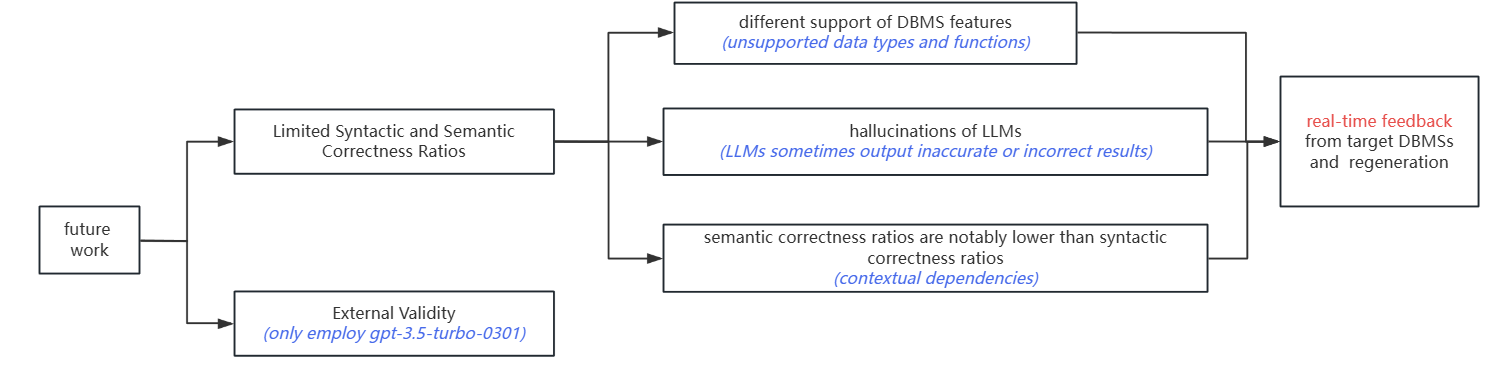 future
work
Limited Syntactic and Semantic
Correctness Ratios
External Validity
(only employ gpt-3.5-turbo-0301)
different support of DBMS features
(unsupported data types and functions)
hallucinations of LLMs
(LLMs sometimes output inaccurate or incorrect results)
semantic correctness ratios are notably lower than syntactic
correctness ratios
(contextual dependencies)
real-time feedback
from target DBMSs
and regeneration